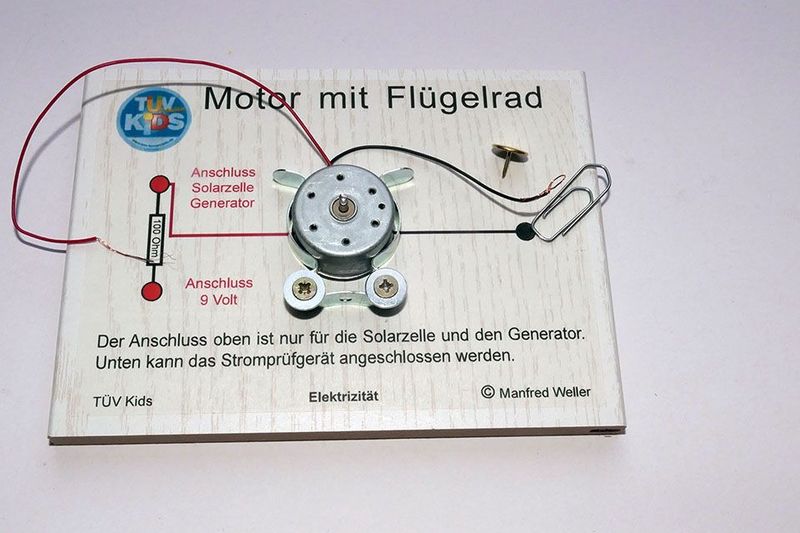 TÜV
KiDS
Motor mit Flügelrad
Anschluss
Solarzelle
Generator
100 Ohm
Anschluss
9 Volt
Der Anschluss oben ist nur für die Solarzelle und den Generator.
Unten kann das Stromprüfgerät angeschlossen werden.
TÜV Kids
Elektrizität
© Manfred Weller